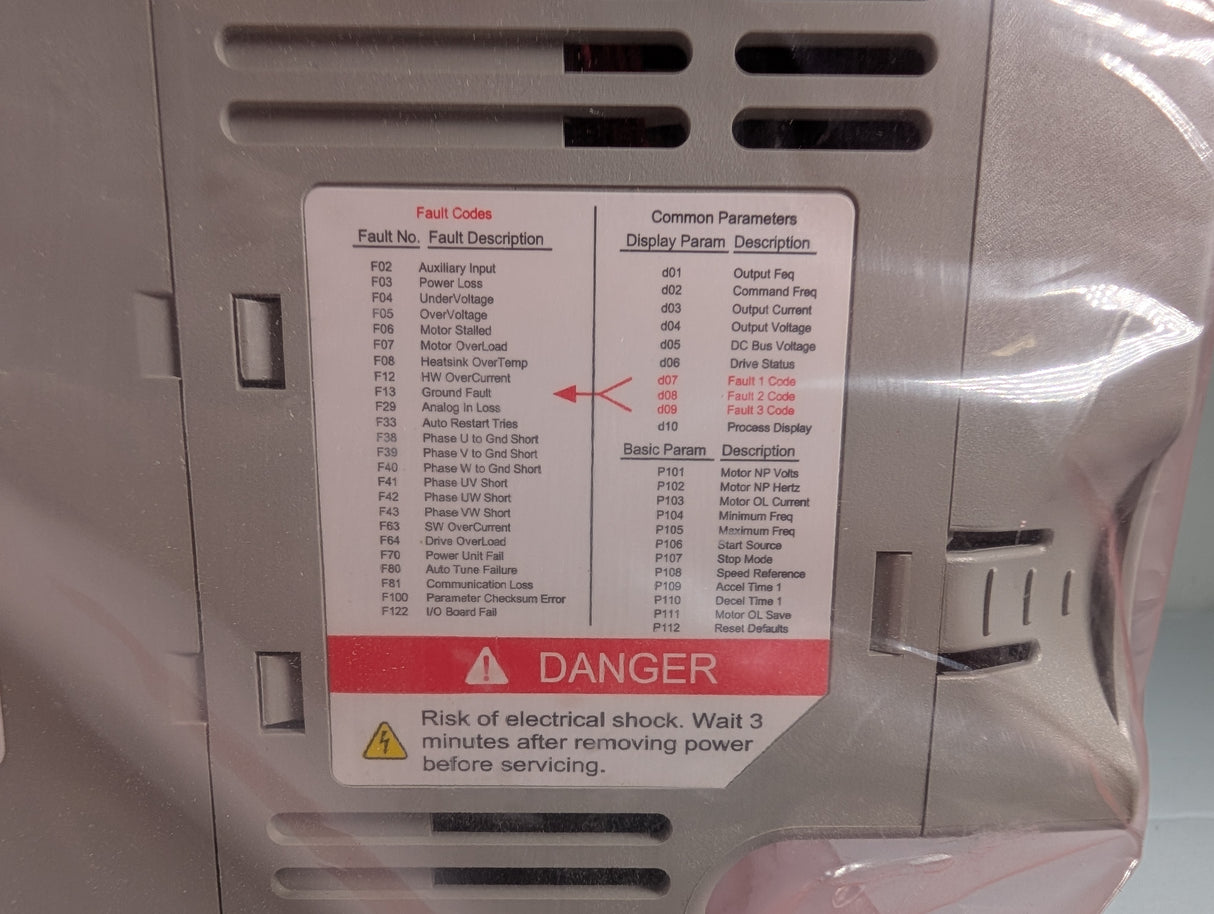 Fault Codes
Fault No. Fault Description
F02 Auxiliary Input
F03 Power Loss
F04 UnderVoltage
F05 OverVoltage
F06 Motor Stalled
F07 Motor OverLoad
F08 Heatsink OverTemp
F12 HW OverCurrent
F13 Ground Fault
F29 Analog In Loss
F33 Auto Restart Tries
F38 Phase U to Gnd Short
F39 Phase V to Gnd Short
F40 Phase W to Gnd Short
F41 Phase UV Short
F42 Phase UW Short
F43 Phase VW Short
F63 SW OverCurrent
F64 Drive OverLoad
F70 Power Unit Fail
F80 Auto Tune Failure
F81 Communication Loss
F100 Parameter Checksum Error
F122 I/O Board Fail
Common Parameters
Display Param Description
d01 Output Feq
d02 Command Freq
d03 Output Current
d04 Output Voltage
d05 DC Bus Voltage
d06 Drive Status
d07 Fault 1 Code
d08 Fault 2 Code
d09 Fault 3 Code
d10 Process Display
Basic Param Description
P101 Motor NP Volts
P102 Motor NP Hertz
P103 Motor OL Current
P104 Minimum Freq
P105 Maximum Freq
P106 Start Source
P107 Stop Mode
P108 Speed Reference
P109 Accel Time 1
P110 Decel Time 1
P111 Motor OL Save
P112 Reset Defaults
DANGER
Risk of electrical shock. Wait 3
minutes after removing power
before servicing.